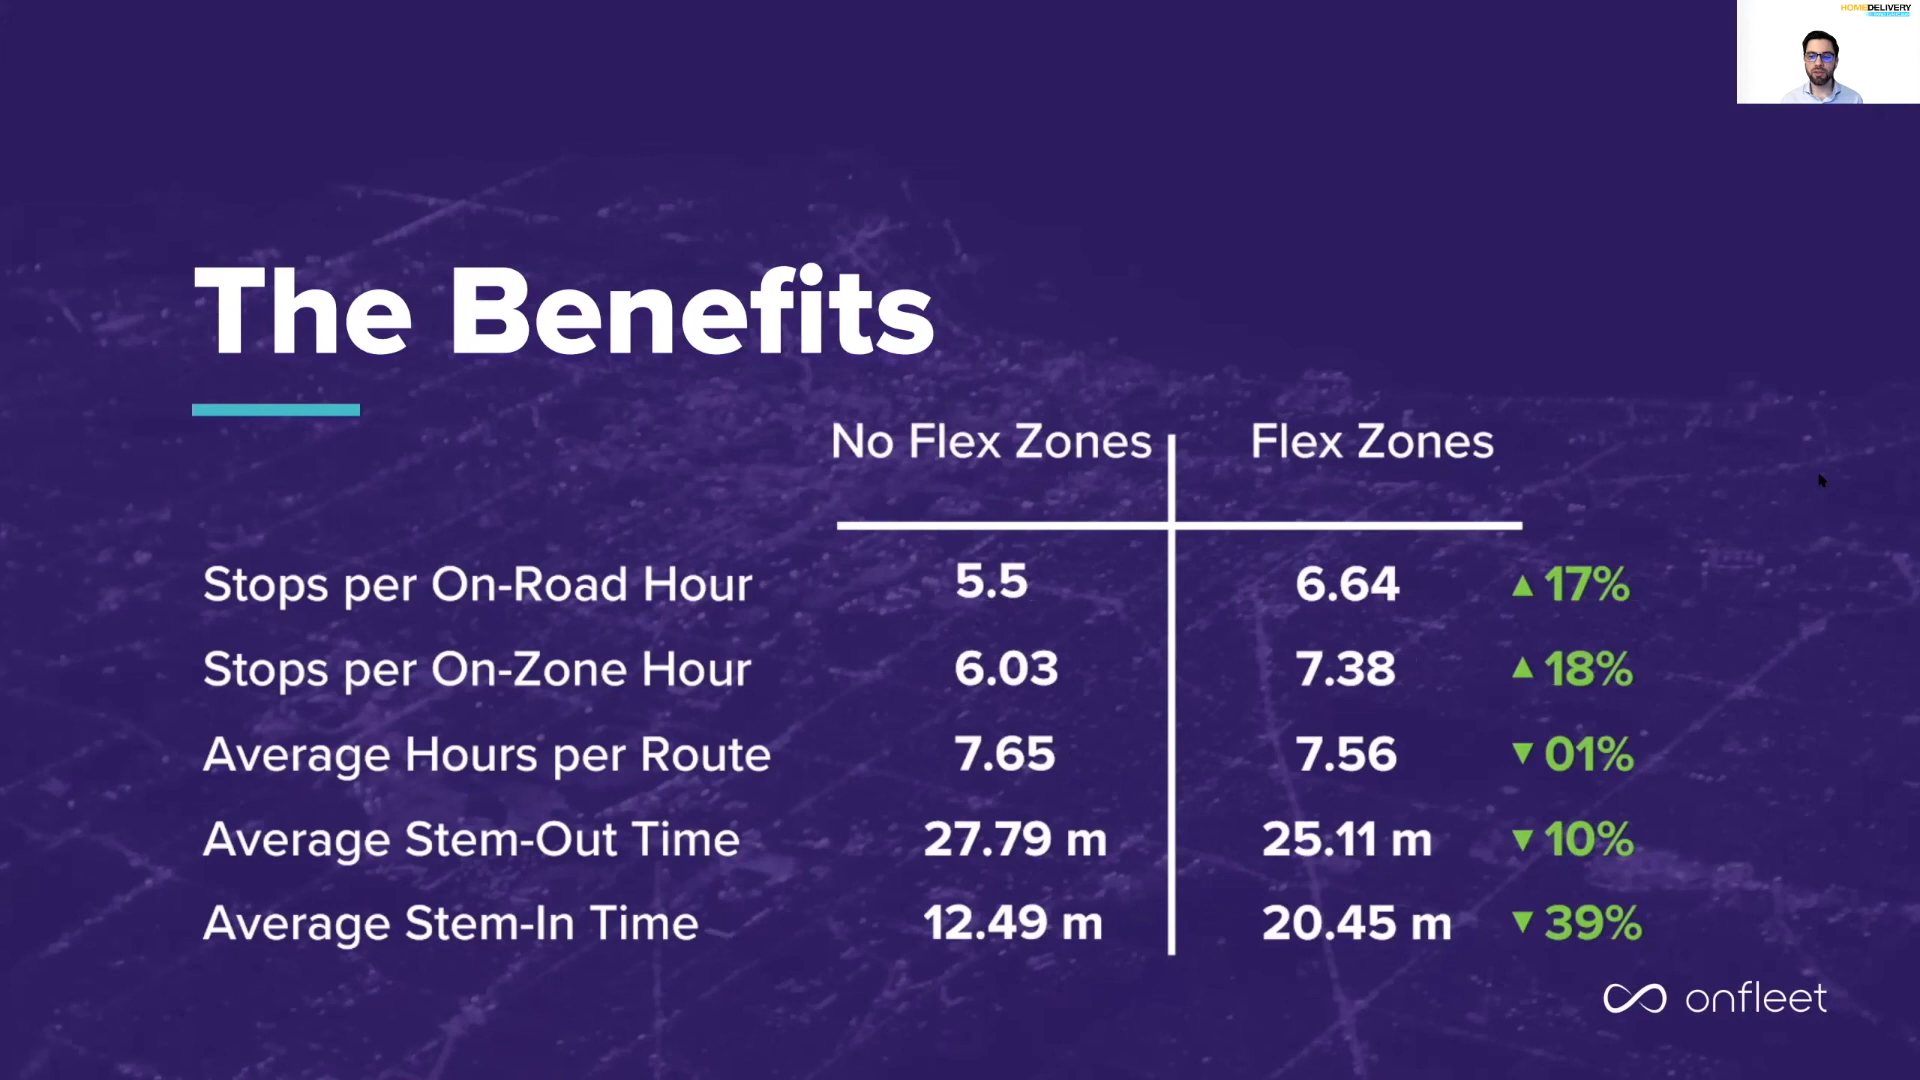 HOMEDELIVERY
The Benefits
No Flex Zones Flex Zones
Stops per On-Road Hour 5.5 6.64 ▲ 17%
Stops per On-Zone Hour 6.03 7.38 ▲ 18%
Average Hours per Route 7.65 7.56 ▼ 01%
Average Stem-Out Time 27.79 m 25.11 m ▼ 10%
Average Stem-In Time 12.49 m 20.45 m ▼ 39%
onfleet